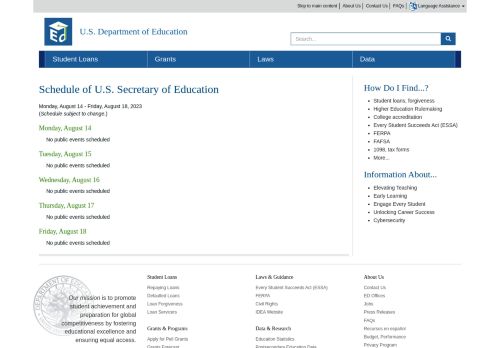 Skip to main content | About Us | Contact Us | FAQs | Language Assistance
U.S. Department of Education
Search...
Student Loans
Grants
Laws
Data
Schedule of U.S. Secretary of Education
Monday, August 14 - Friday, August 18, 2023
(Schedule subject to change.)
Monday, August 14
No public events scheduled
Tuesday, August 15
No public events scheduled
Wednesday, August 16
No public events scheduled
Thursday, August 17
No public events scheduled
Friday, August 18
No public events scheduled
How Do I Find...?
Student loans, forgiveness
Higher Education Rulemaking
College accreditation
Every Student Succeeds Act (ESSA)
FERPA
FAFSA
1098, tax forms
More...
Information About...
Elevating Teaching
Early Learning
Engage Every Student
Unlocking Career Success
Cybersecurity
Our mission is to promote
student achievement and
preparation for global
competitiveness by fostering
educational excellence and
ensuring equal access.
Student Loans
Repaying Loans
Defaulted Loans
Loan Forgiveness
Loan Servicers
Grants & Programs
Apply for Pell Grants
Grants Forecast
Laws & Guidance
Every Student Succeeds Act (ESSA)
FERPA
Civil Rights
IDEA Website
Data & Research
Education Statistics
Postsecondary Education Data
About Us
Contact Us
ED Offices
Jobs
Press Releases
FAQs
Recursos en español
Budget, Performance
Privacy Program